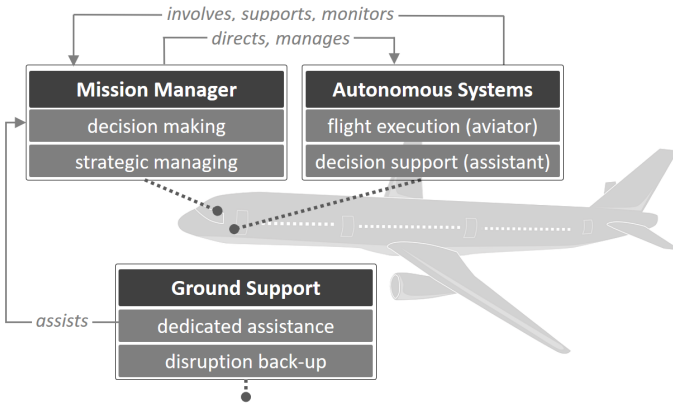 involves, supports, monitors
directs, manages
Mission Manager
decision making
strategic managing
Autonomous Systems
flight execution (aviator)
decision support (assistant)
Ground Support
assists
dedicated assistance
disruption back-up